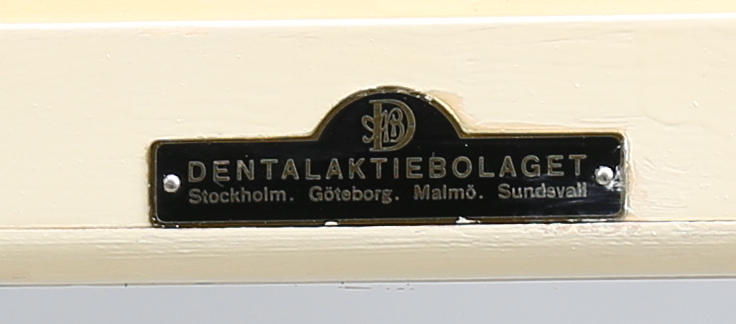 DENTALAKTIEBOLAGET
Stockholm. Göteborg. Malmö. Sundsvall